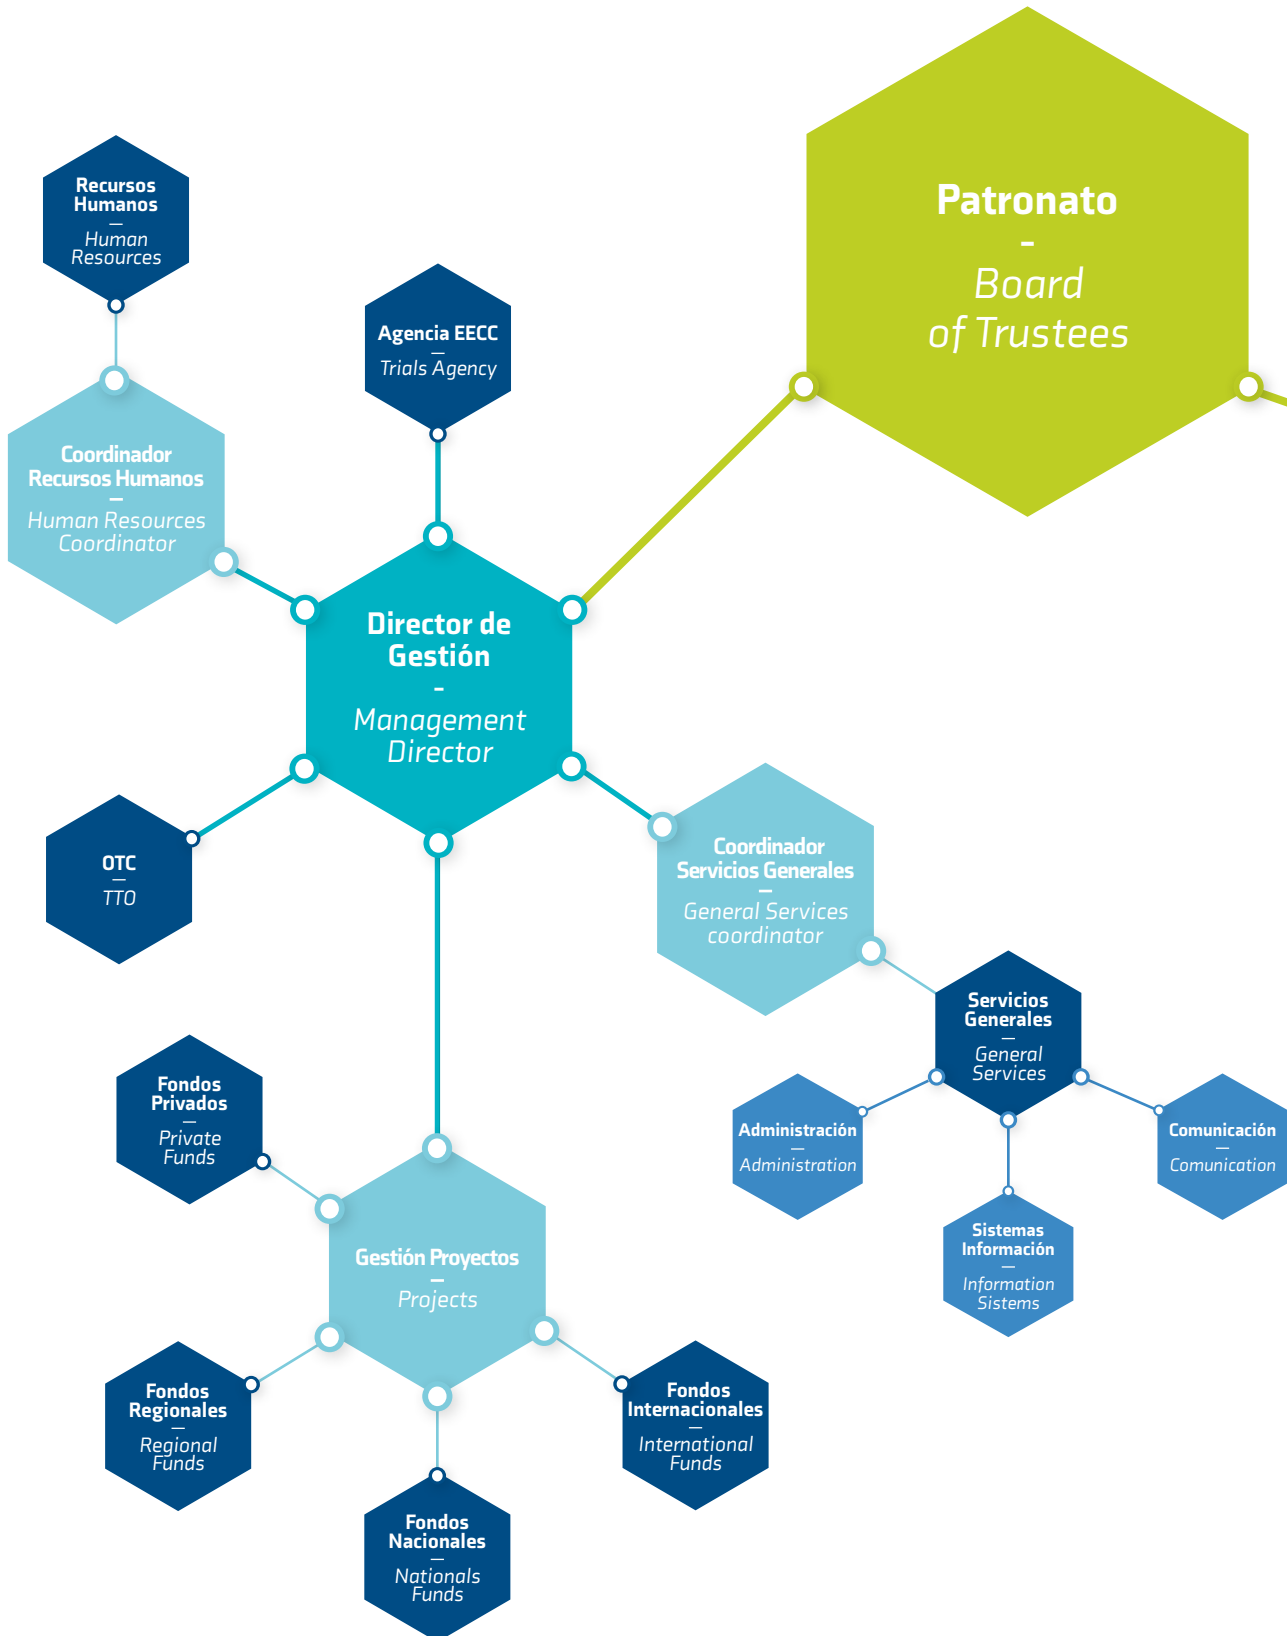 Patronato
-
Board
of Trustees
Recursos
Humanos
—
Human
Resources
Agencia EECC
—
Trials Agency
Coordinador
Recursos Humanos
—
Human Resources
Coordinator
Director de
Gestión
-
Management
Director
OTC
—
TTO
Coordinador
Servicios Generales
—
General Services
coordinator
Servicios
Generales
—
General
Services
Administración
—
Administration
Comunicación
—
Comunication
Sistemas
Información
—
Information
Sistems
Fondos
Privados
—
Private
Funds
Gestión Proyectos
—
Projects
Fondos
Regionales
—
Regional
Funds
Fondos
Internacionales
—
International
Funds
Fondos
Nacionales
—
Nationals
Funds